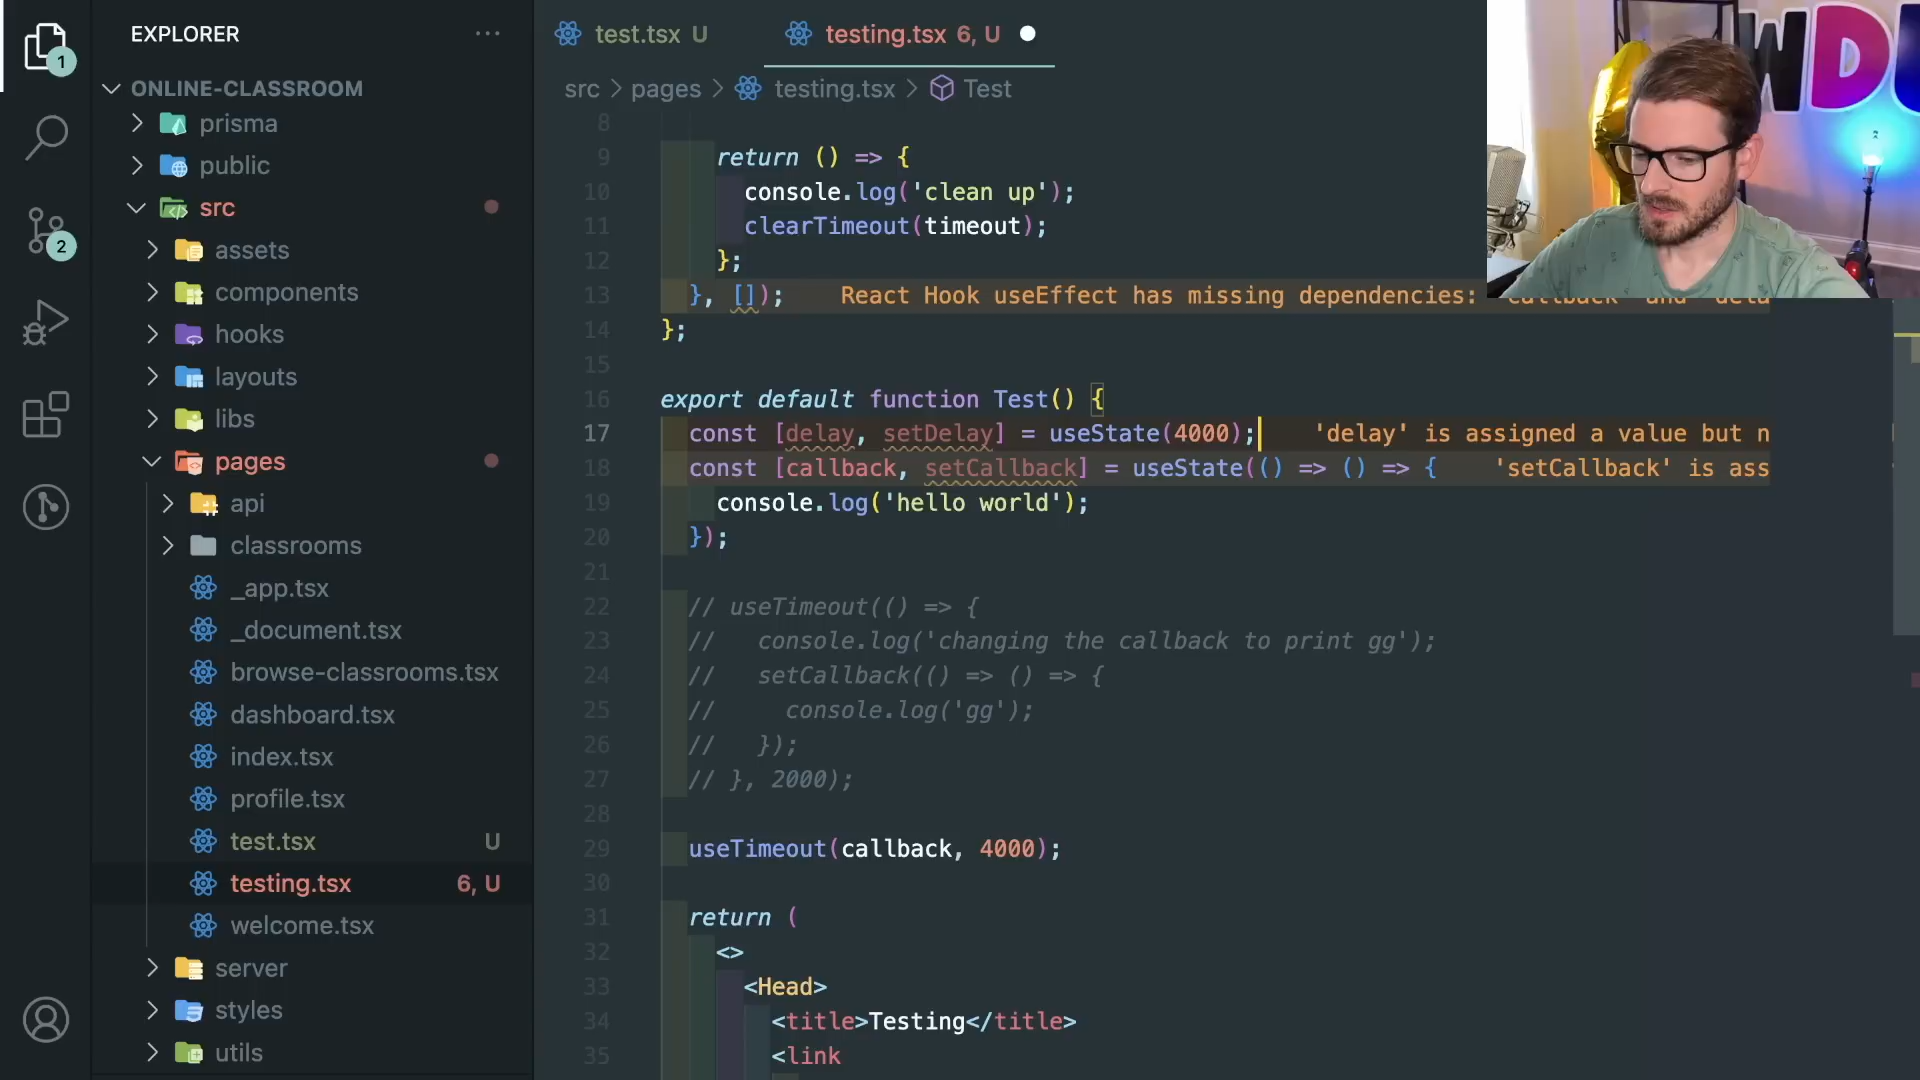 EXPLORER
ONLINE-CLASSROOM
prisma
public
src
assets
components
hooks
layouts
libs
pages
api
classrooms
_app.tsx
_document.tsx
browse-classrooms.tsx
dashboard.tsx
index.tsx
profile.tsx
test.tsx U
testing.tsx 6, U
welcome.tsx
server
styles
utils
1
2
test.tsx U
testing.tsx 6, U
src > pages > testing.tsx > Test
8
9 return () => {
10 console.log('clean up');
11 clearTimeout(timeout);
12 };
13 }, []); React Hook useEffect has missing dependencies:
14 };
15
16 export default function Test() {
17 const [delay, setDelay] = useState(4000); 'delay' is assigned a value but n
18 const [callback, setCallback] = useState(() => () => { 'setCallback' is ass
19 console.log('hello world');
20 });
21
22 // useTimeout(() => {
23 // console.log('changing the callback to print gg');
24 // setCallback(() => () => {
25 // console.log('gg');
26 // });
27 // }, 2000);
28
29 useTimeout(callback, 4000);
30
31 return (
32 <>
33 <Head>
34 <title>Testing</title>
35 <link
WD